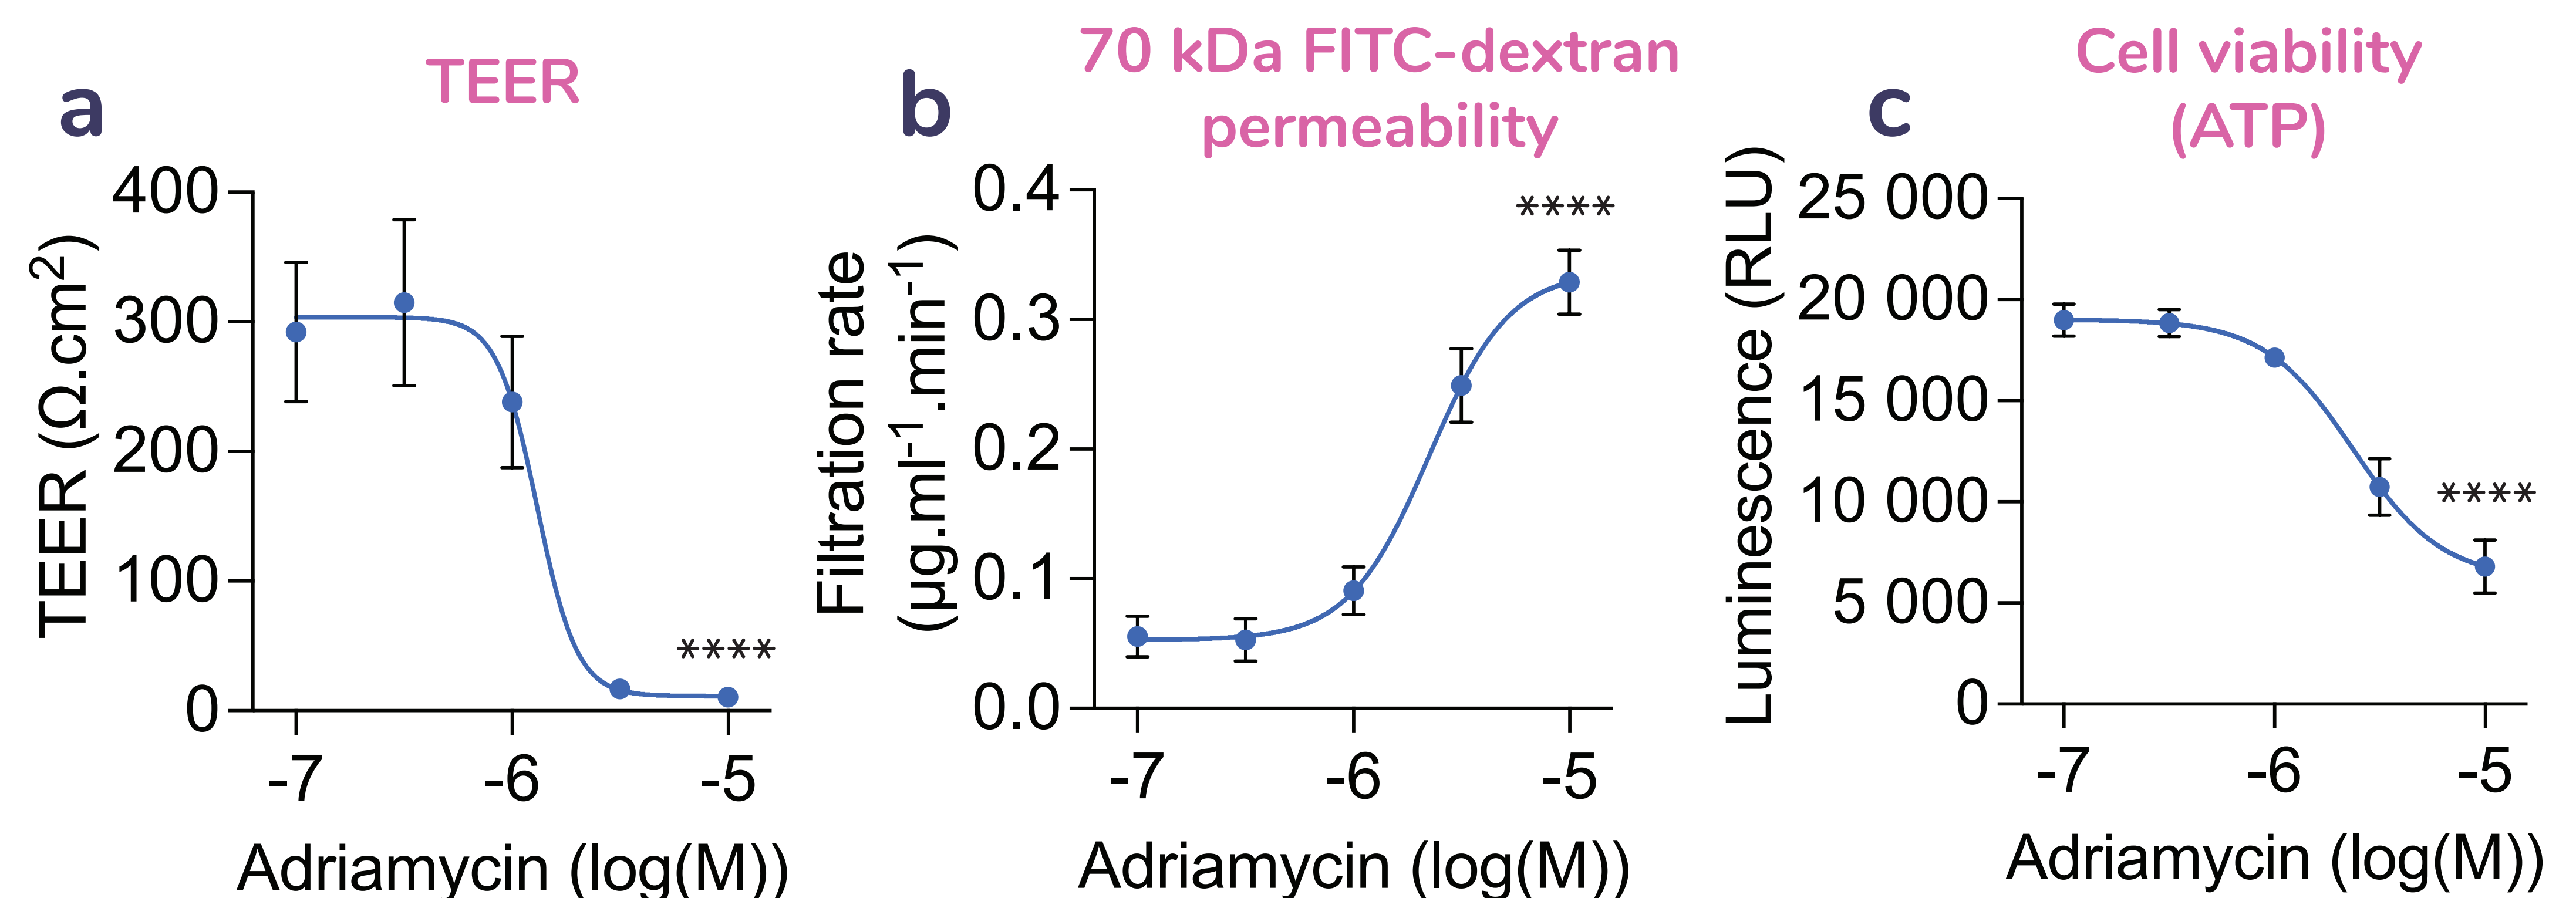 a
TEER
TEER (Ω.cm²)
400
300
200
100
0
-7
-6
-5
****
Adriamycin (log(M))
b
70 kDa FITC-dextran
permeability
Filtration rate
(µg.ml⁻¹.min⁻¹)
0.4
0.3
0.2
0.1
0.0
-7
-6
-5
****
Adriamycin (log(M))
c
Cell viability
(ATP)
Luminescence (RLU)
25 000
20 000
15 000
10 000
5 000
0
-7
-6
-5
****
Adriamycin (log(M))